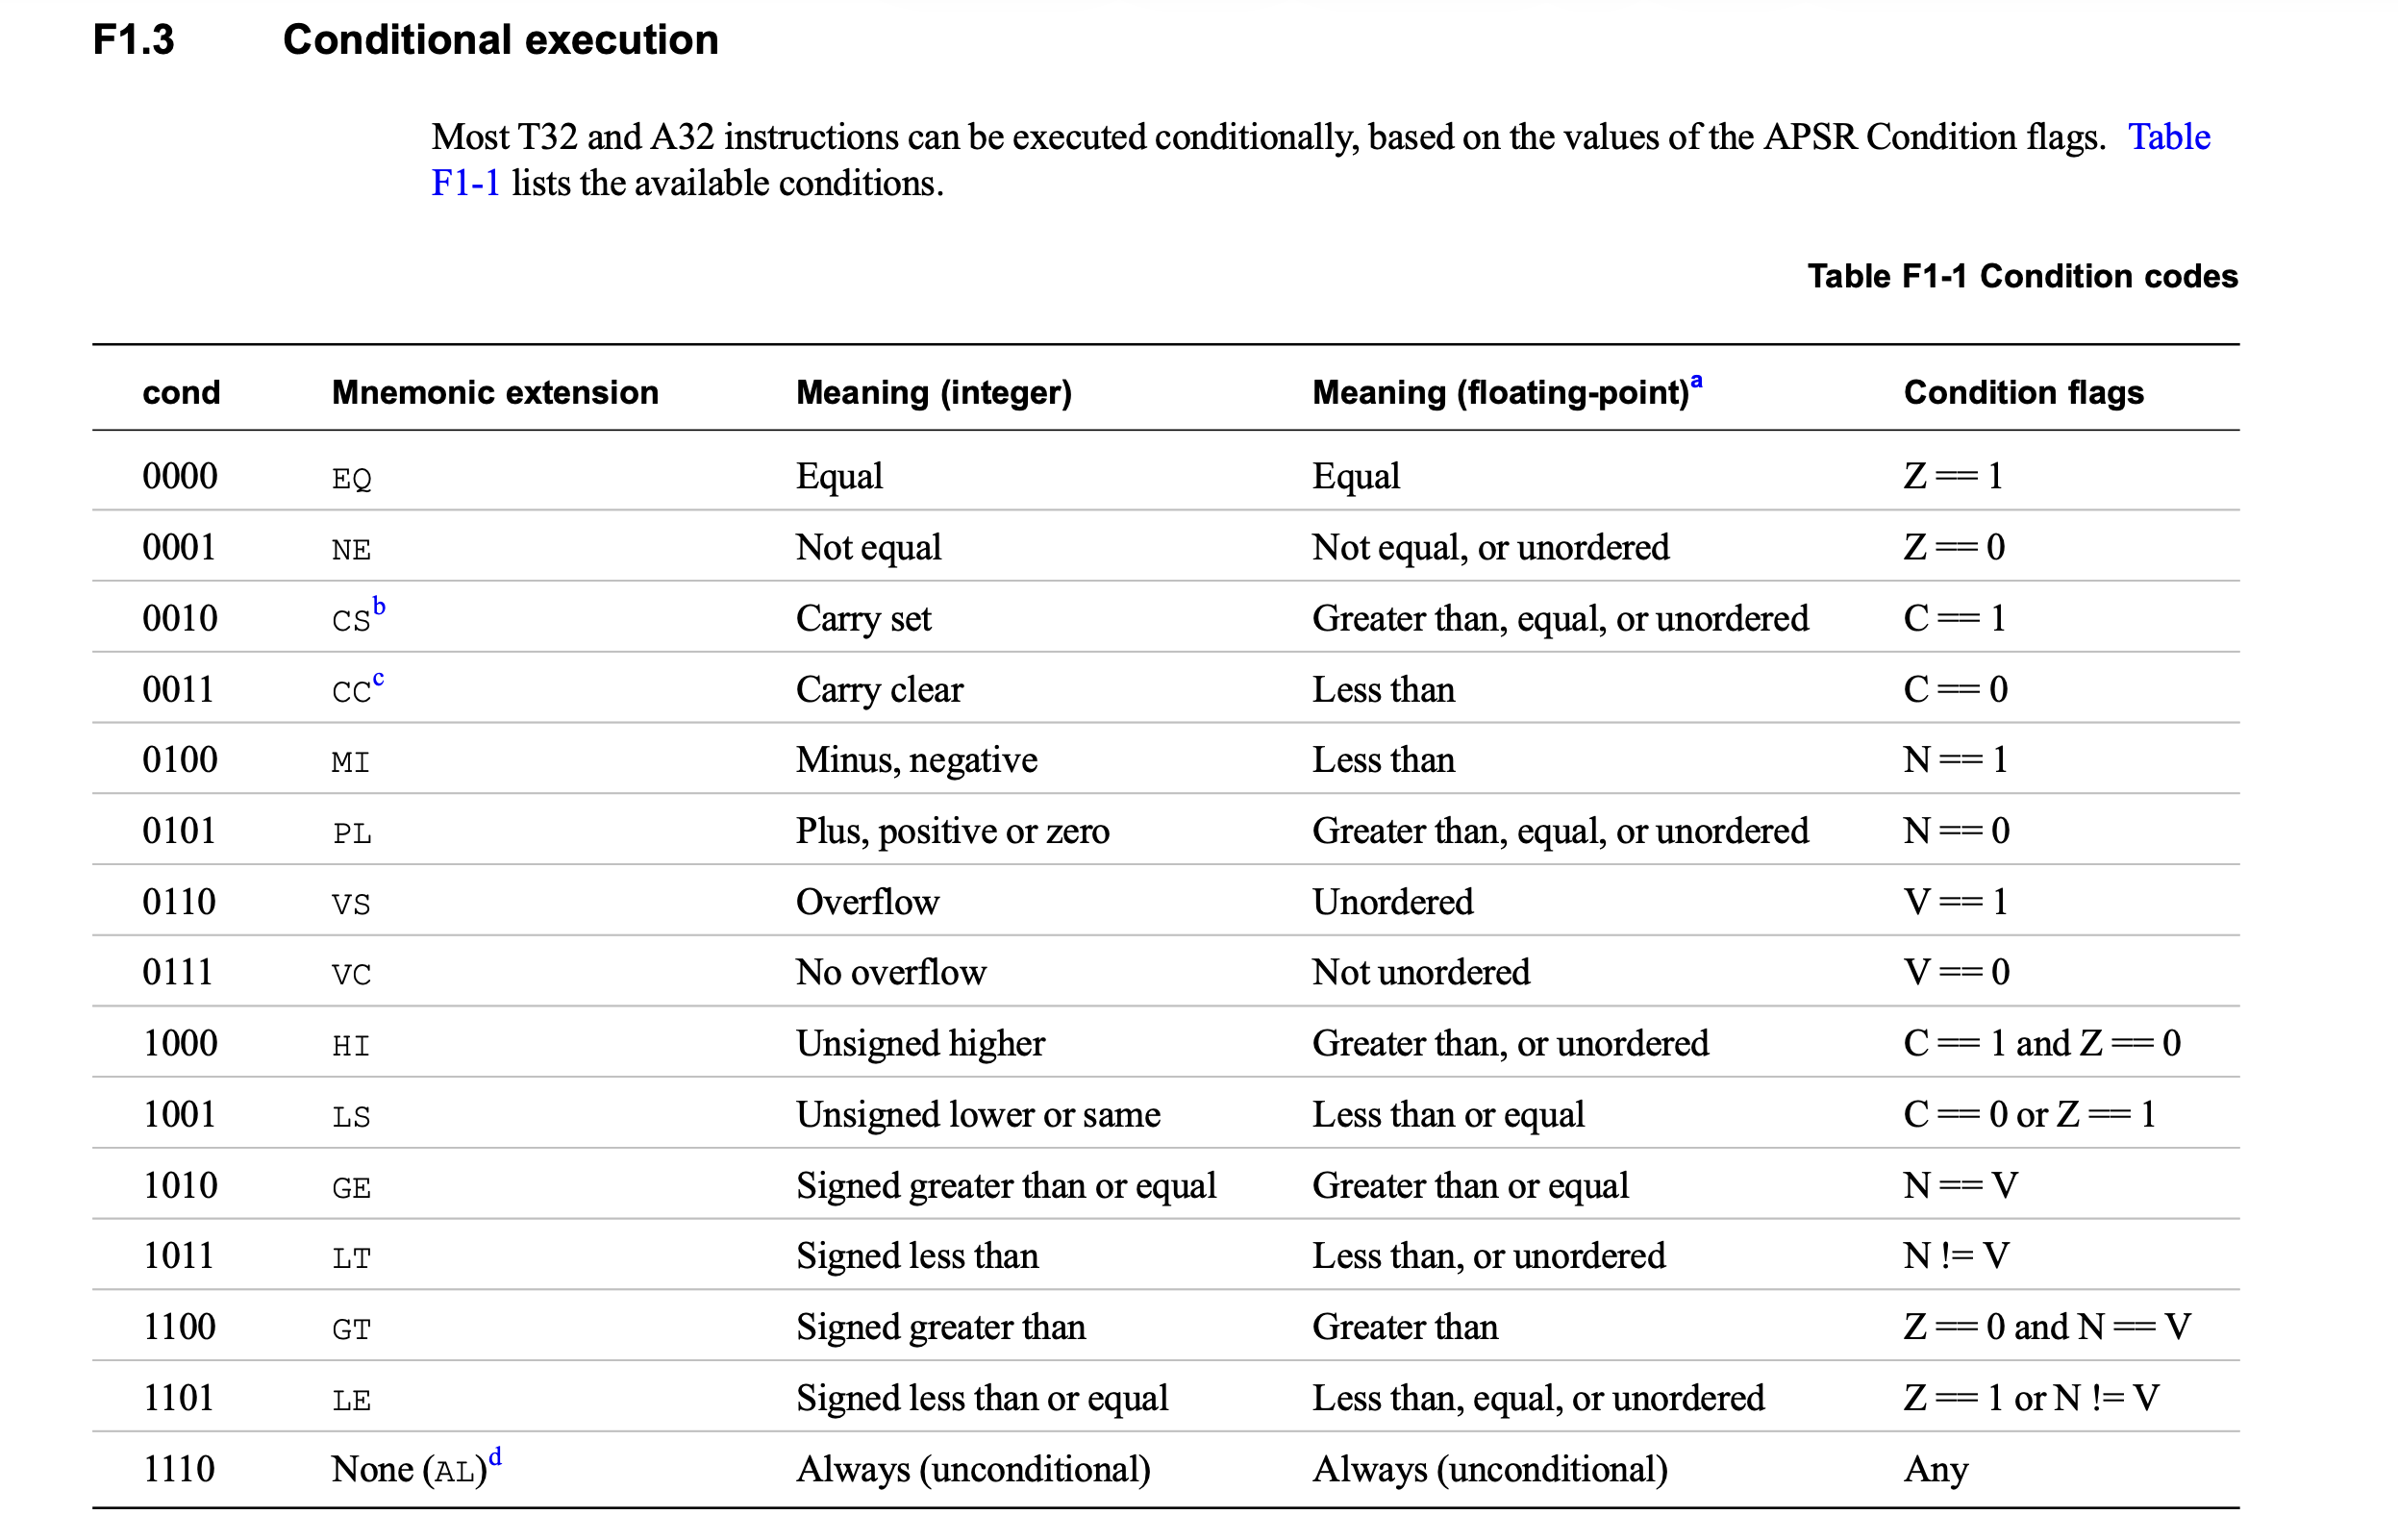 F1.3 Conditional execution
Most T32 and A32 instructions can be executed conditionally, based on the values of the APSR Condition flags. Table
F1-1 lists the available conditions.
Table F1-1 Condition codes
cond Mnemonic extension Meaning (integer) Meaning (floating-point)a Condition flags
0000 EQ Equal Equal Z == 1
0001 NE Not equal Not equal, or unordered Z == 0
0010 CSb Carry set Greater than, equal, or unordered C == 1
0011 CCc Carry clear Less than C == 0
0100 MI Minus, negative Less than N == 1
0101 PL Plus, positive or zero Greater than, equal, or unordered N == 0
0110 VS Overflow Unordered V == 1
0111 VC No overflow Not unordered V == 0
1000 HI Unsigned higher Greater than, or unordered C == 1 and Z == 0
1001 LS Unsigned lower or same Less than or equal C == 0 or Z == 1
1010 GE Signed greater than or equal Greater than or equal N == V
1011 LT Signed less than Less than, or unordered N != V
1100 GT Signed greater than Greater than Z == 0 and N == V
1101 LE Signed less than or equal Less than, equal, or unordered Z == 1 or N != V
1110 None (AL)d Always (unconditional) Always (unconditional) Any